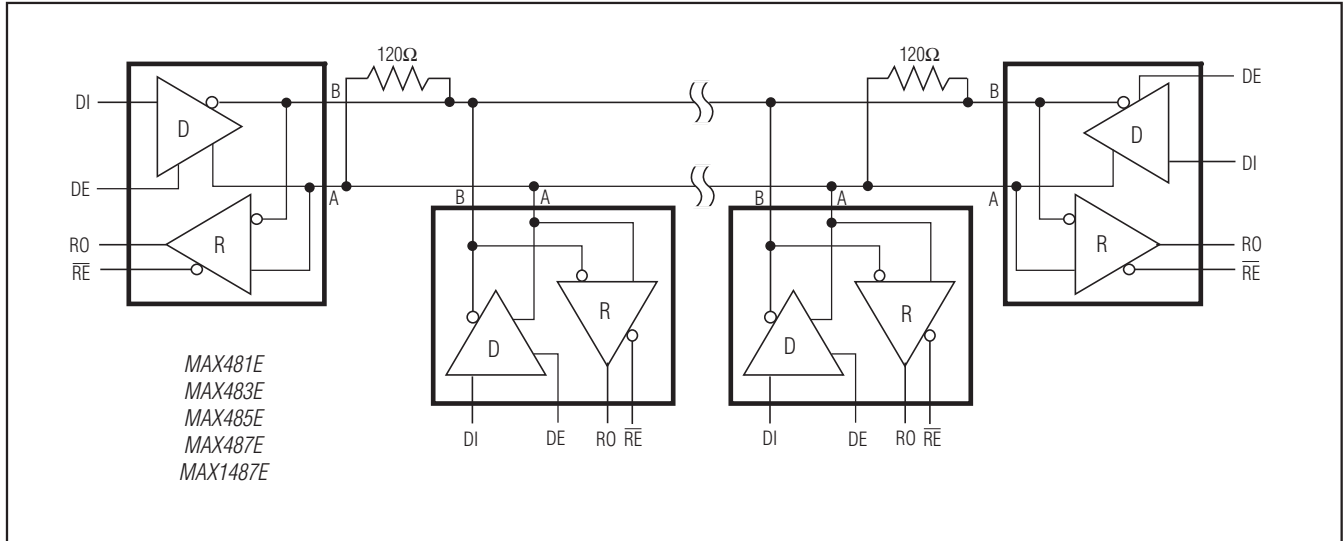 120Ω
120Ω
DI
D
B
B
D
DE
DI
DE
A
B
A
B
A
A
RO
RE
R
R
RO
RE
D
R
D
R
DI
DE
RO
RE
DI
DE
RO
RE
MAX481E
MAX483E
MAX485E
MAX487E
MAX1487E